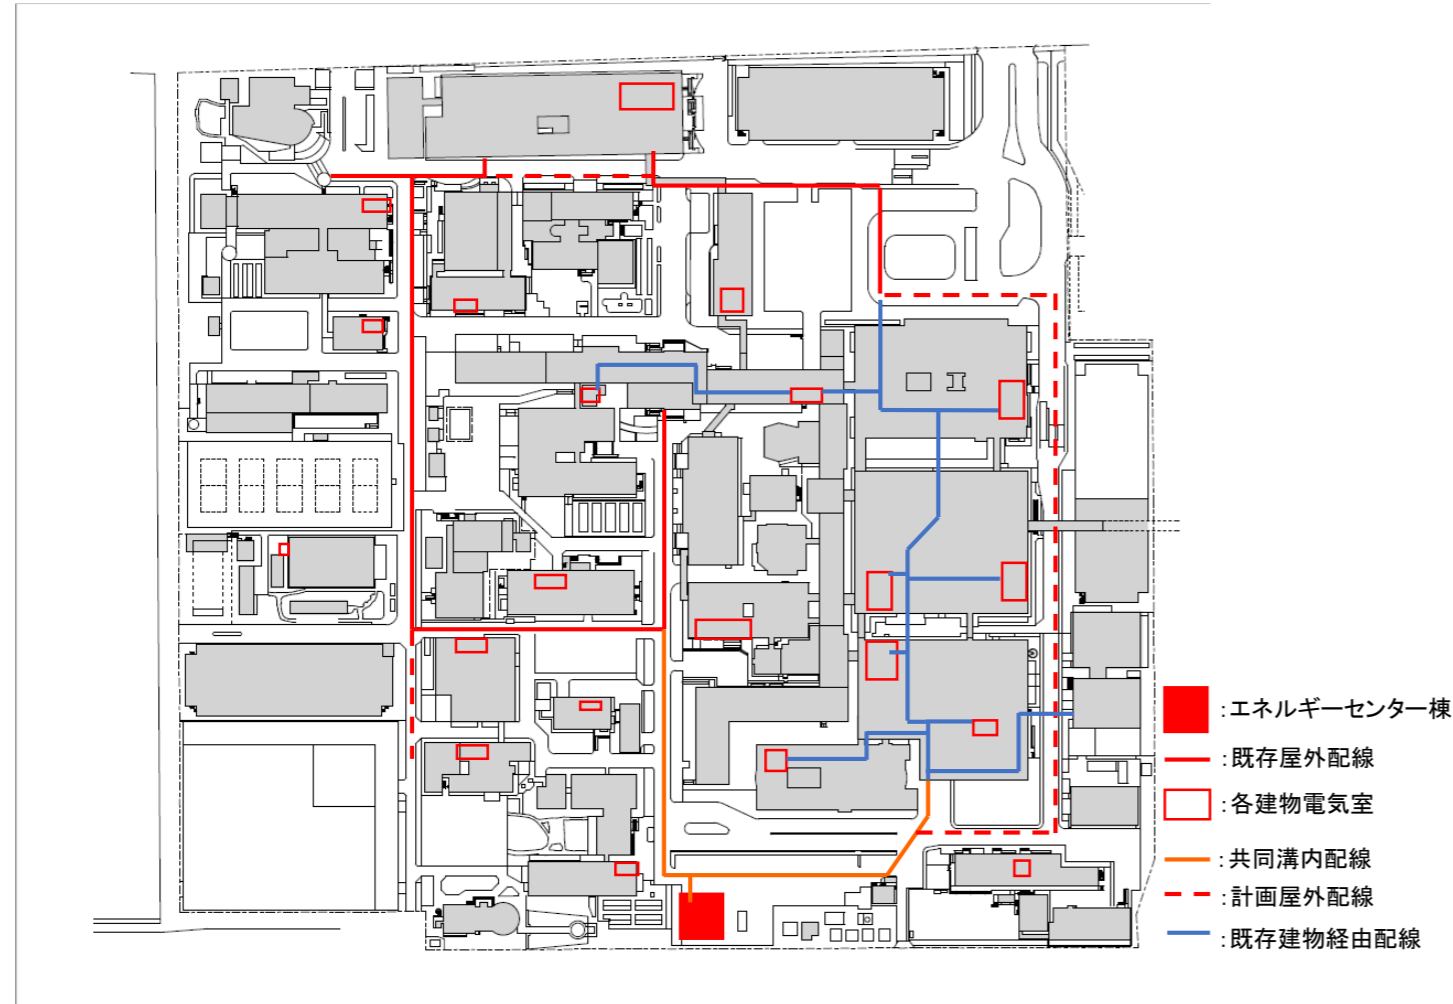 :エネルギーセンター棟
:既存屋外配線
:各建物電気室
:共同溝内配線
:計画屋外配線
:既存建物経由配線